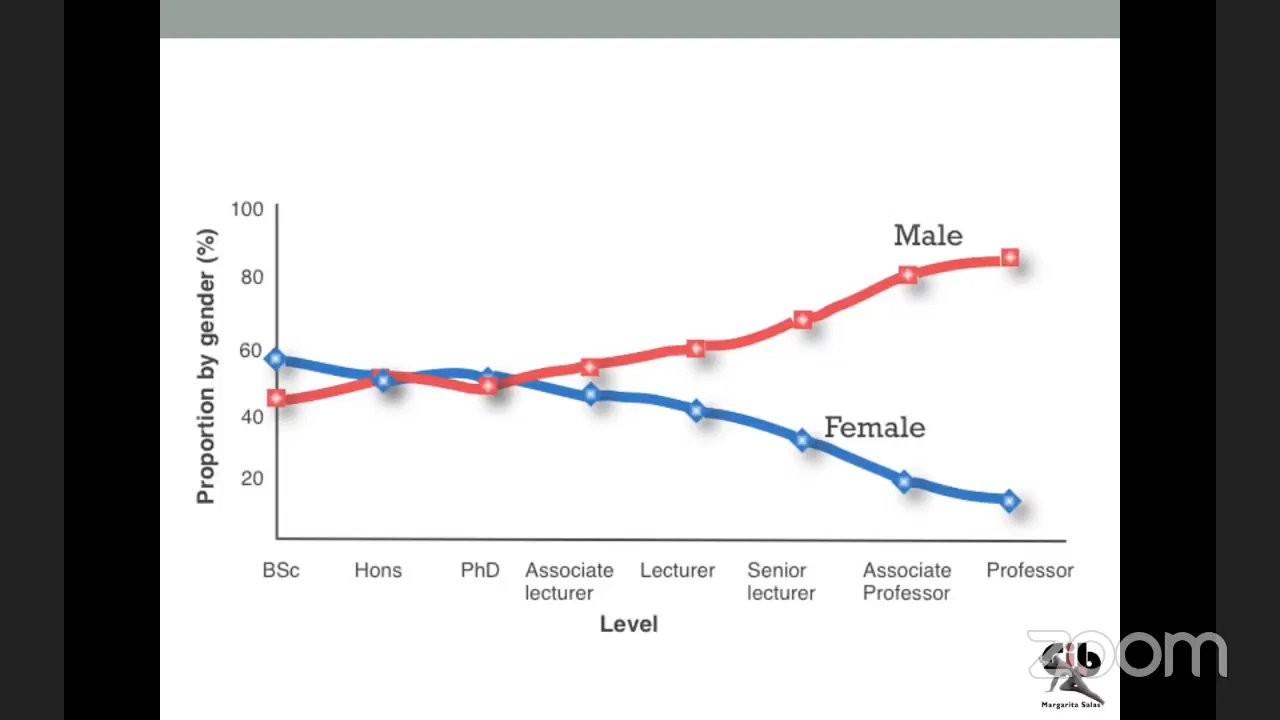 100
80
60
40
20
Proportion by gender (%)
Male
Female
BSc
Hons
PhD
Associate
lecturer
Lecturer
Senior
lecturer
Associate
Professor
Professor
Level
zoom
Margarita Salas